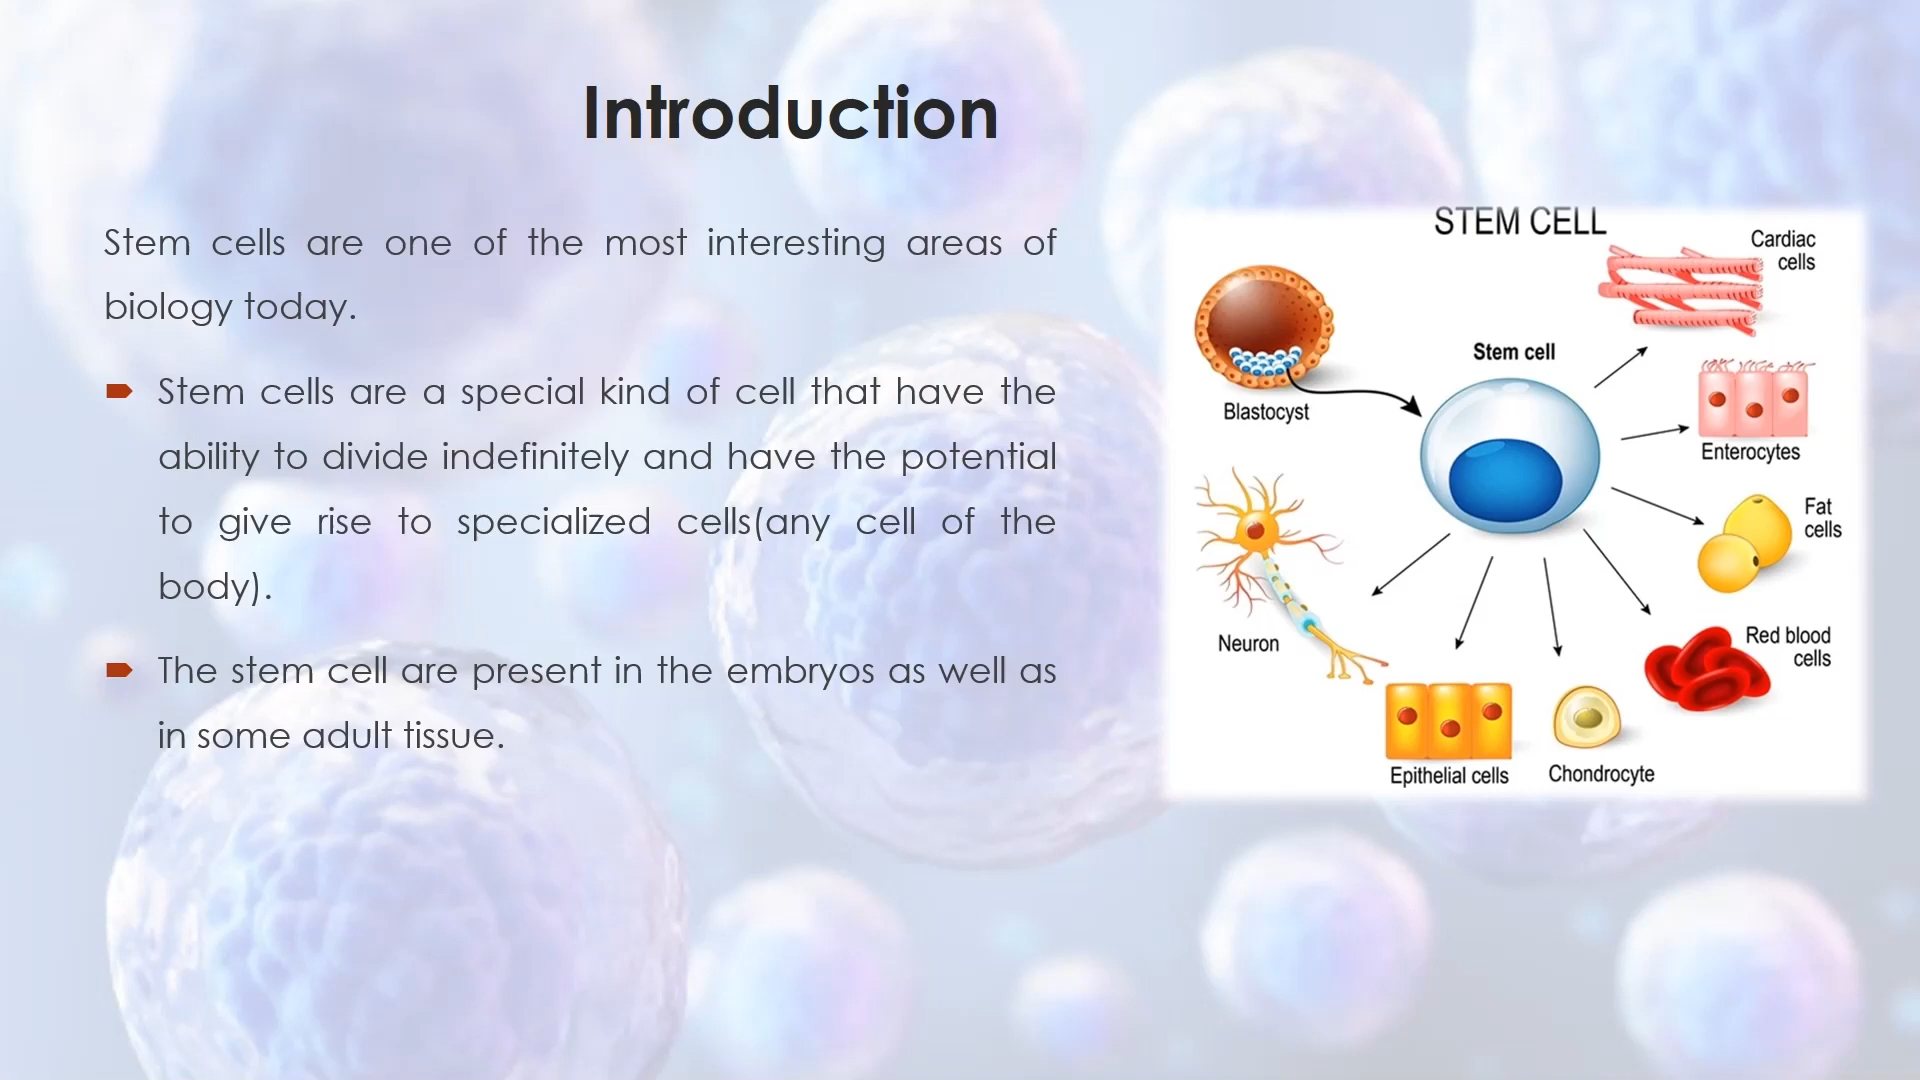 Introduction
Stem cells are one of the most interesting areas of
biology today.
Stem cells are a special kind of cell that have the
ability to divide indefinitely and have the potential
to give rise to specialized cells(any cell of the
body).
The stem cell are present in the embryos as well as
in some adult tissue.
STEM CELL
Cardiac
cells
Stem cell
Blastocyst
Enterocytes
Fat
cells
Neuron
Red blood
cells
Epithelial cells
Chondrocyte